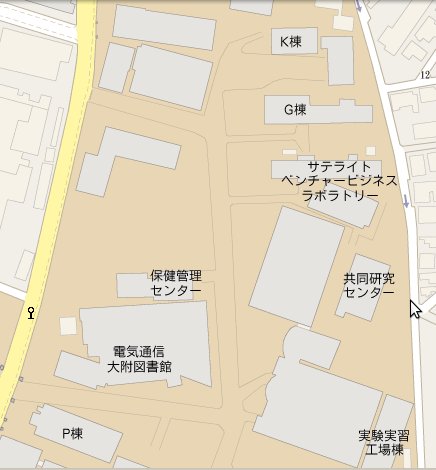 K棟
12
G棟
サテライト
ベンチャービジネス
ラボラトリー
保健管理
センター
共同研究
センター
電気通信
大附図書館
P棟
実験実習
工場棟